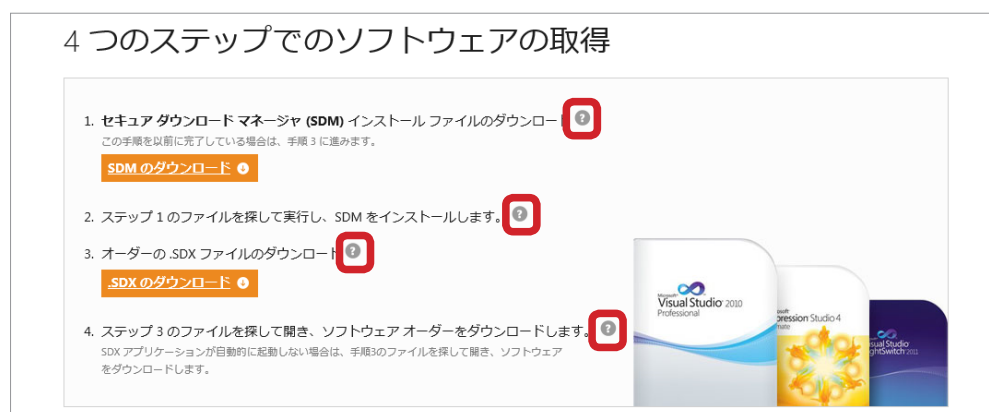 4 つのステップでのソフトウェアの取得
1. セキュア ダウンロード マネージャ (SDM) インストール ファイルのダウンロード ?
この手順を以前に完了している場合は、手順 3 に進みます。
SDM のダウンロード
2. ステップ 1 のファイルを探して実行し、SDM をインストールします。 ?
3. オーダーの .SDX ファイルのダウンロード ?
.SDX のダウンロード
4. ステップ 3 のファイルを探して開き、ソフトウェア オーダーをダウンロードします。 ?
SDX アプリケーションが自動的に起動しない場合は、手順3のファイルを探して開き、ソフトウェア
をダウンロードします。
Microsoft
Visual Studio 2010
Professional
pression Studio 4
mate
ual Studio
ghtSwitch 2011